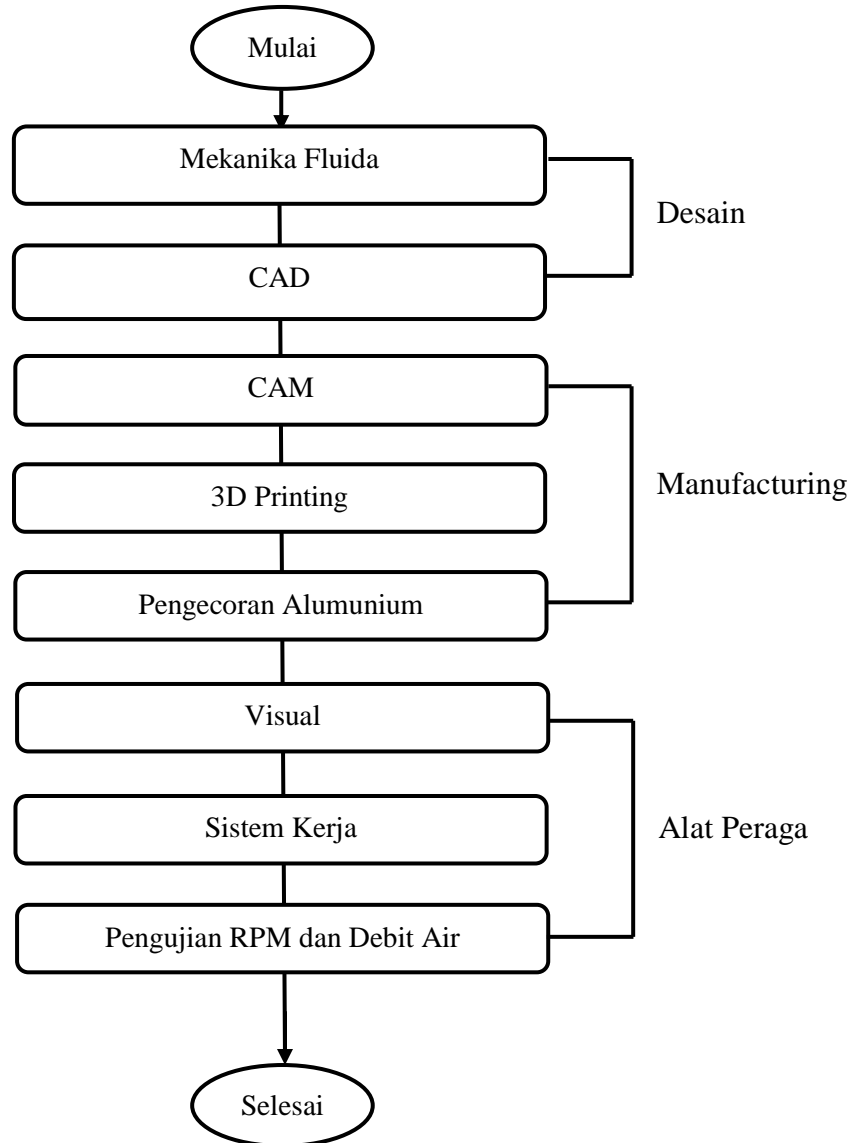 Mulai
Mekanika Fluida
Desain
CAD
CAM
3D Printing
Manufacturing
Pengecoran Alumunium
Visual
Sistem Kerja
Alat Peraga
Pengujian RPM dan Debit Air
Selesai